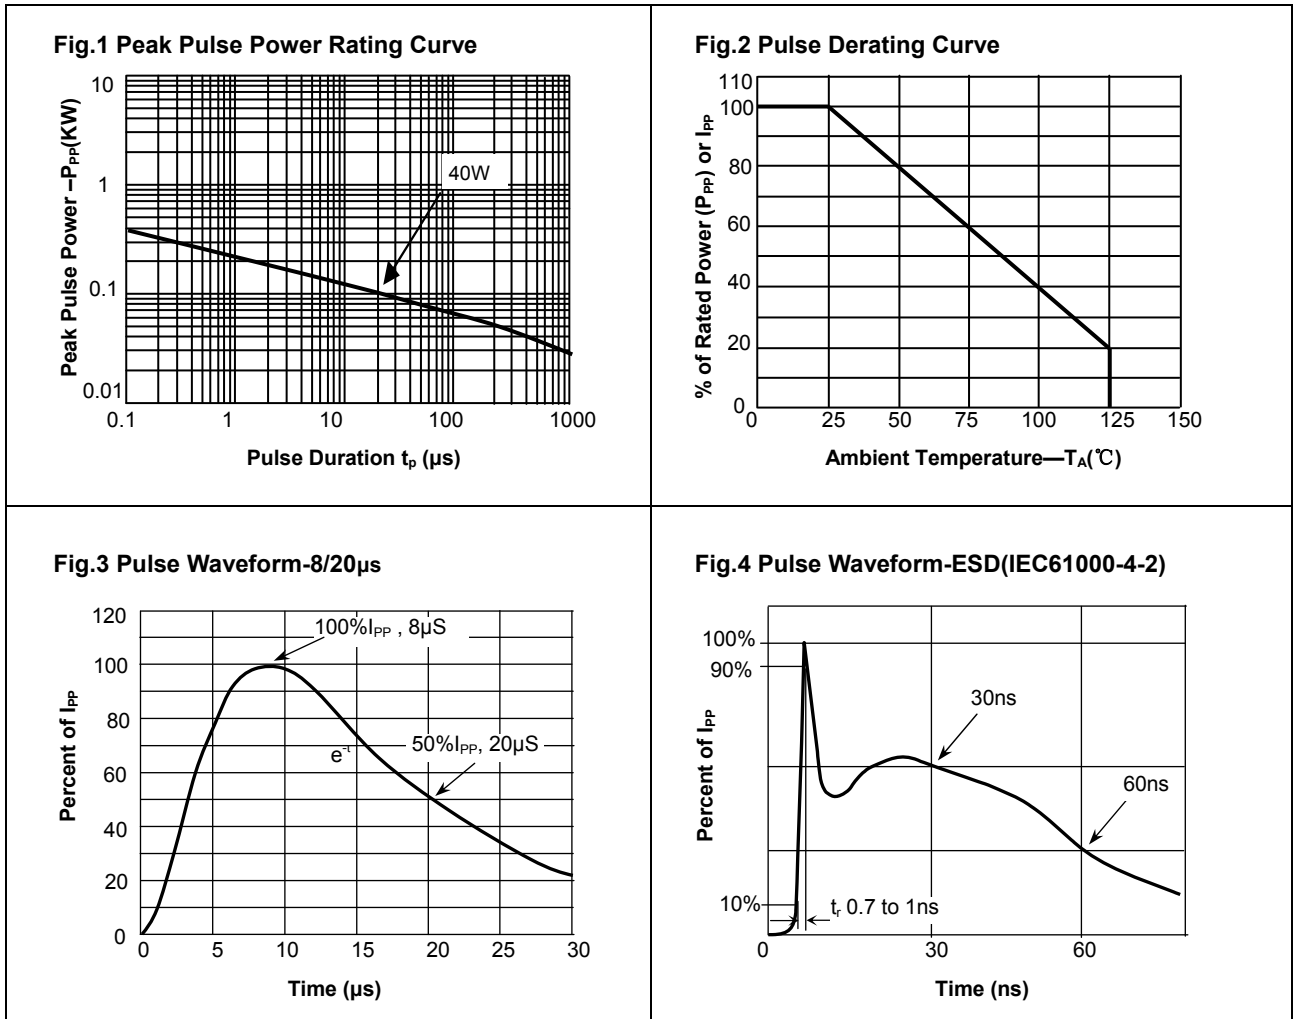 Fig.1 Peak Pulse Power Rating Curve
Peak Pulse Power –PPP(KW)
10
1
0.1
0.01
40W
0.1 1 10 100 1000
Pulse Duration tp (µs)
Fig.2 Pulse Derating Curve
% of Rated Power (PPP) or IPP
110
100
80
60
40
20
0
25 50 75 100 125 150
Ambient Temperature—TA(℃)
Fig.3 Pulse Waveform-8/20µs
Percent of IPP
120
100
80
60
40
20
0
100%IPP , 8µS
e-t
50%IPP, 20µS
0 5 10 15 20 25 30
Time (µs)
Fig.4 Pulse Waveform-ESD(IEC61000-4-2)
Percent of IPP
100%
90%
10%
30ns
60ns
tr 0.7 to 1ns
0 30 60
Time (ns)